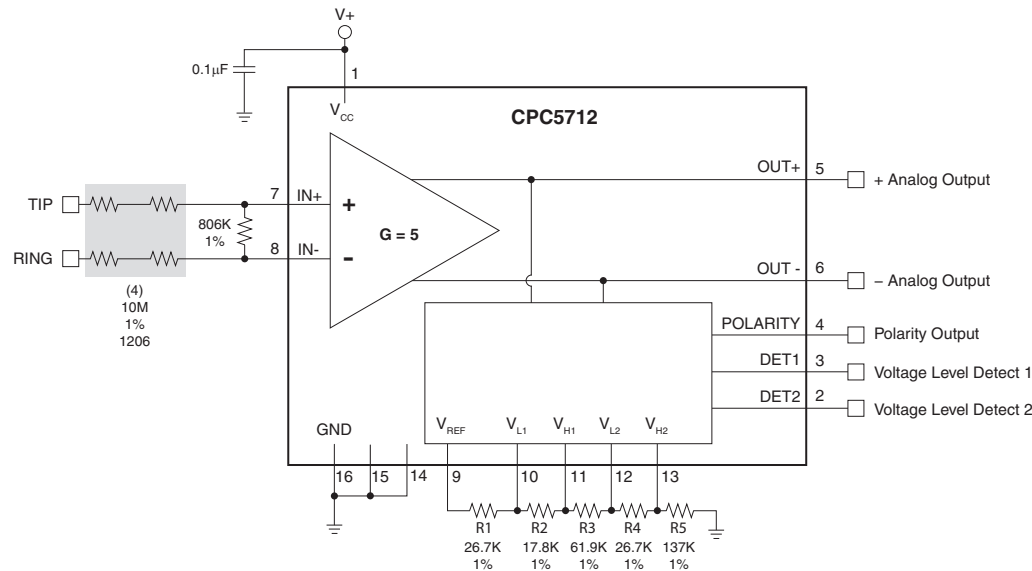 V+
0.1µF
1
VCC
CPC5712
OUT+ 5 + Analog Output
TIP 7 IN+ +
806K
1%
G = 5
RING 8 IN- -
OUT - 6 – Analog Output
(4)
10M
1%
1206
POLARITY 4 Polarity Output
DET1 3 Voltage Level Detect 1
DET2 2 Voltage Level Detect 2
GND VREF VL1 VH1 VL2 VH2
16 15 14 9 10 11 12 13
R1 R2 R3 R4 R5
26.7K 17.8K 61.9K 26.7K 137K
1% 1% 1% 1% 1%